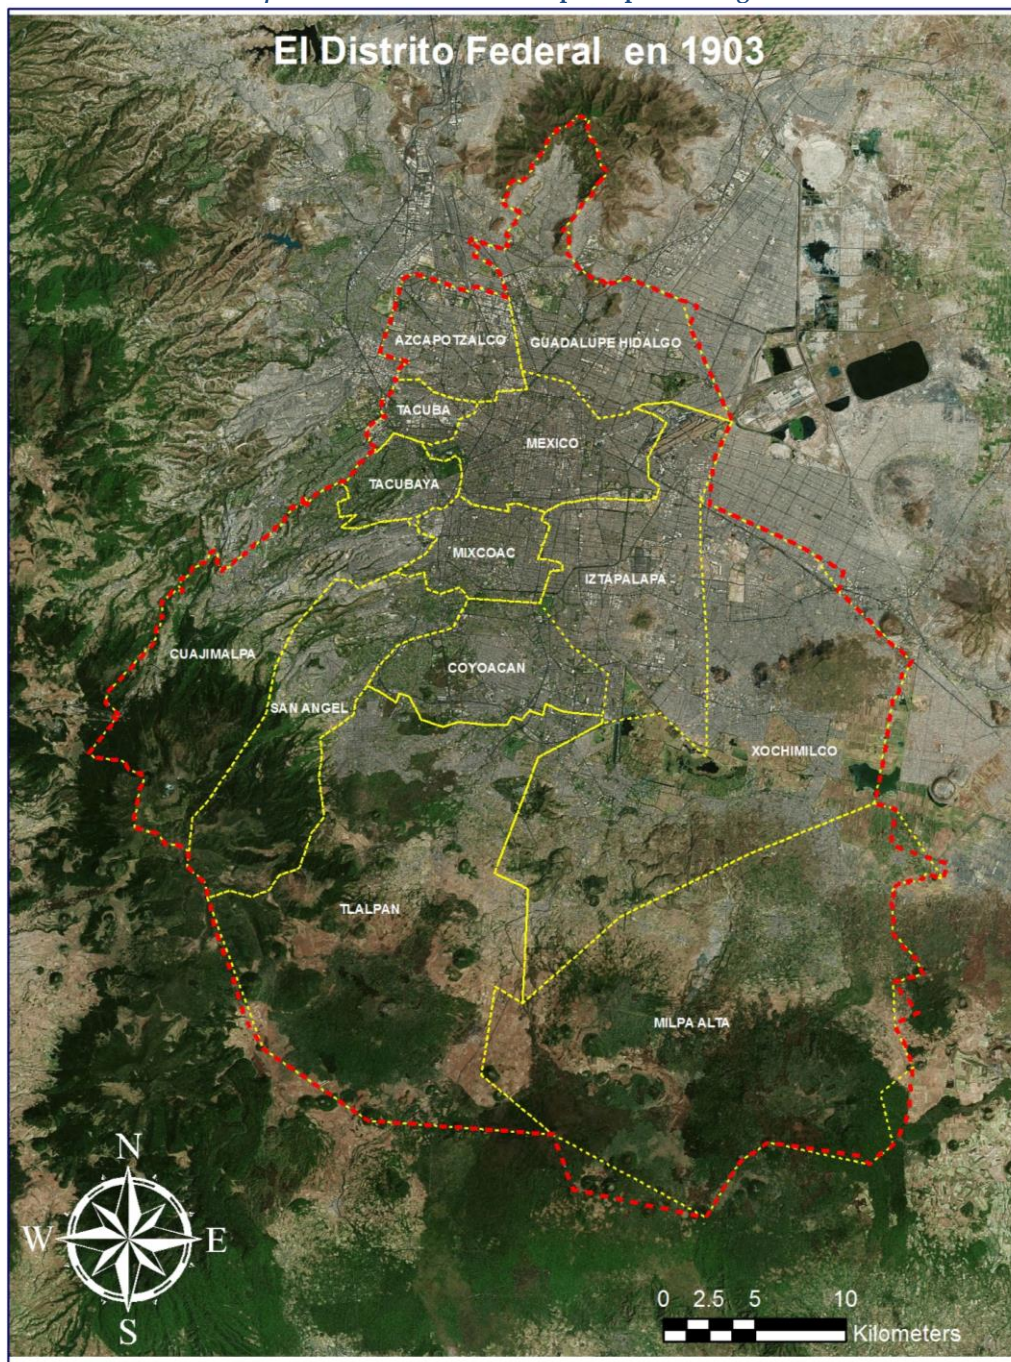 El Distrito Federal en 1903
AZCAPOTZALCO
GUADALUPE HIDALGO
TACUBA
MEXICO
TACUBAYA
MIXCOAC
IZTAPALAPA
CUAJIMALPA
COYOACAN
SAN ANGEL
XOCHIMILCO
TLALPAN
MILPA ALTA
N
W E
S
0 2.5 5 10
Kilometers